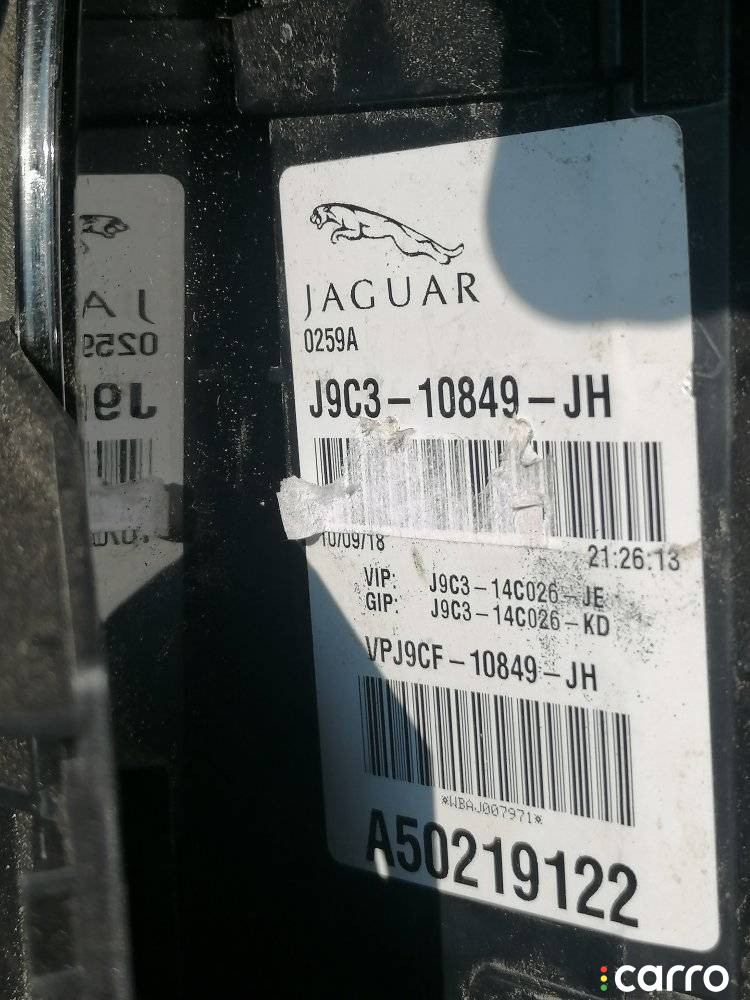 JAGUAR
0259A
J9C3-10849-JH
10/09/18 21:26:13
VIP: J9C3-14C026-JE
GIP: J9C3-14C026-KD
VPJ9CF-10849-JH
*WBAJ007971*
A50219122
carro